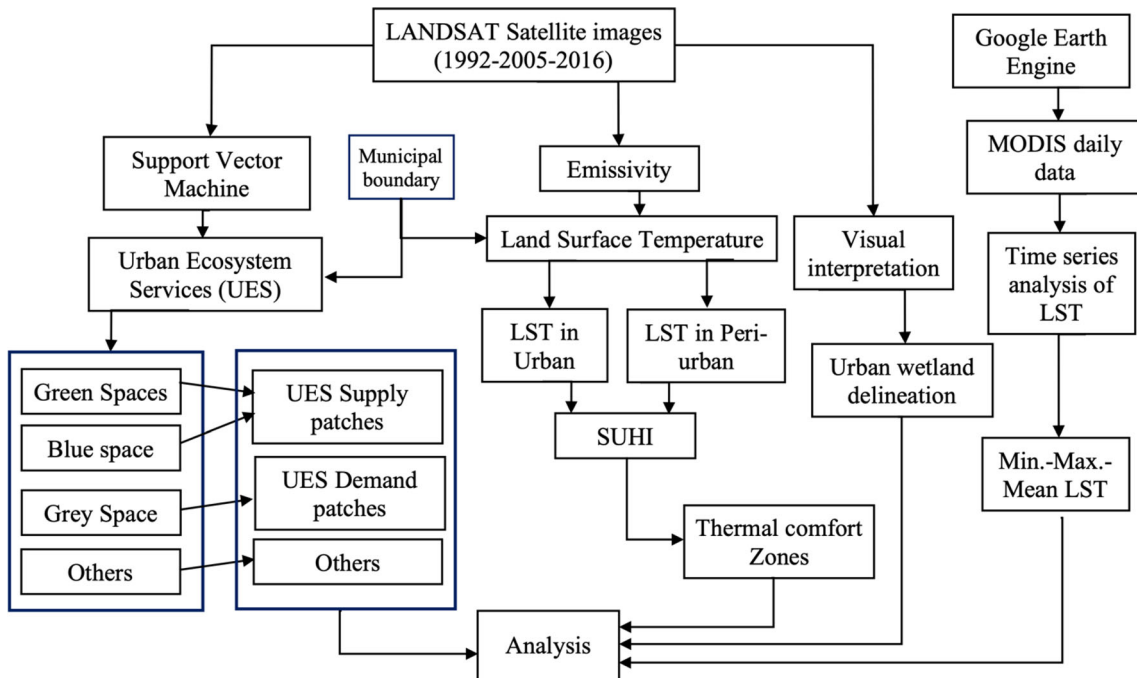 LANDSAT Satellite images
(1992-2005-2016)
Google Earth
Engine
Support Vector
Machine
Municipal
boundary
Emissivity
MODIS daily
data
Urban Ecosystem
Services (UES)
Land Surface Temperature
Visual
interpretation
Time series
analysis of
LST
LST in
Urban
LST in Peri-
urban
Urban wetland
delineation
Green Spaces
Blue space
Grey Space
Others
UES Supply
patches
UES Demand
patches
Others
SUHI
Min.-Max.-
Mean LST
Thermal comfort
Zones
Analysis